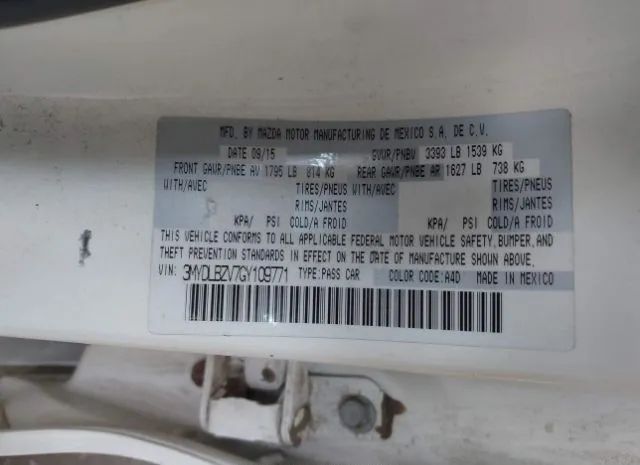 MFD. BY MAZDA MOTOR MANUFACTURING DE MEXICO S.A. DE C.V.
DATE 09/15 GVWR/PNBV 3393 LB 1539 KG
FRONT GAWR/PNBE AV 1795 LB 814 KG REAR GAWR/PNBE AR 1627 LB 738 KG
WITH/AVEC TIRES/PNEUS WITH/AVEC TIRES/PNEUS
RIMS/JANTES RIMS/JANTES
KPA/ PSI COLD/A FROID KPA/ PSI COLD/A FROID
THIS VEHICLE CONFORMS TO ALL APPLICABLE FEDERAL MOTOR VEHICLE SAFETY, BUMPER, AND
THEFT PREVENTION STANDARDS IN EFFECT ON THE DATE OF MANUFACTURE SHOWN ABOVE.
VIN: 3MYDLBZV7GY109771 TYPE:PASS CAR COLOR CODE:A4D MADE IN MEXICO